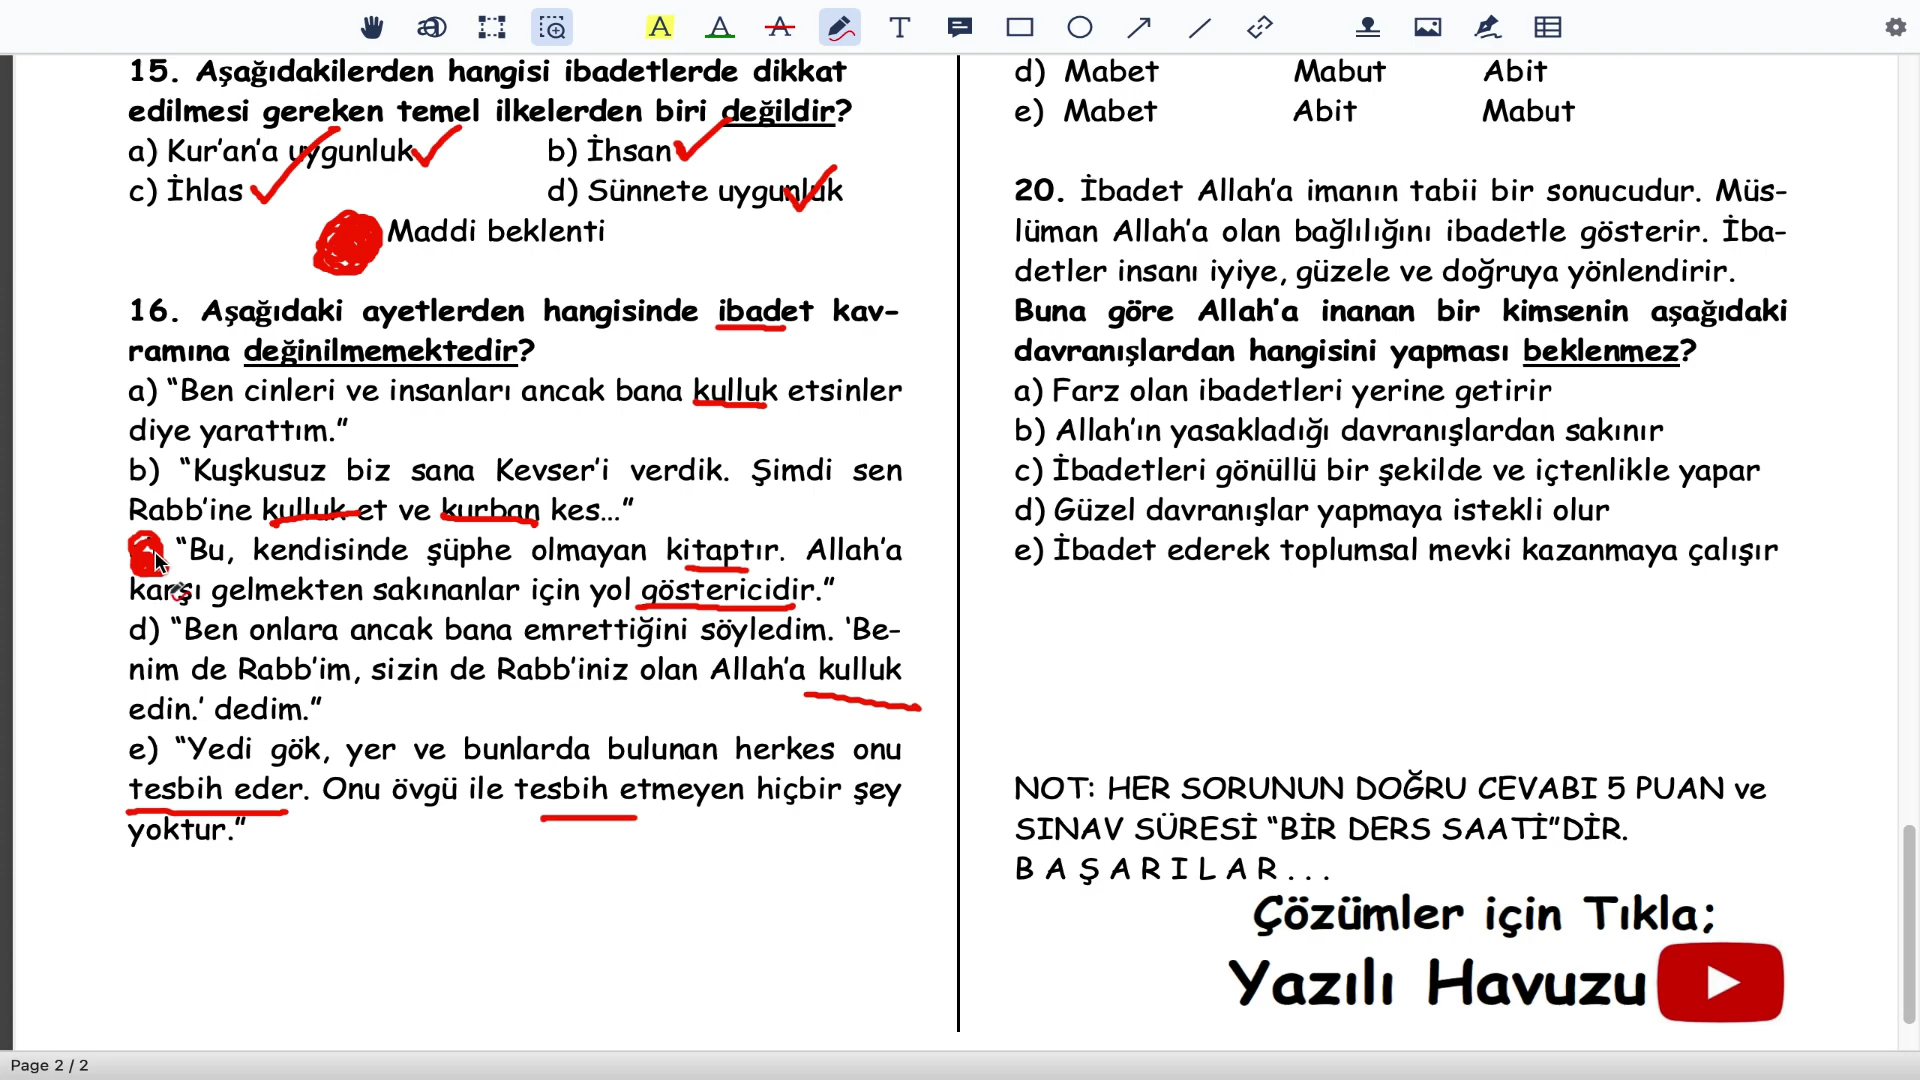 15. Aşağıdakilerden hangisi ibadetlerde dikkat
edilmesi gereken temel ilkelerden biri değildir?
a) Kur’an’a uygunluk b) İhsan
c) İhlas d) Sünnete uygunluk
Maddi beklenti
16. Aşağıdaki ayetlerden hangisinde ibadet kav-
ramına değinilmemektedir?
a) “Ben cinleri ve insanları ancak bana kulluk etsinler
diye yarattım.”
b) “Kuşkusuz biz sana Kevser’i verdik. Şimdi sen
Rabb’ine kulluk et ve kurban kes...”
“Bu, kendisinde şüphe olmayan kitaptır. Allah’a
karşı gelmekten sakınanlar için yol göstericidir.”
d) “Ben onlara ancak bana emrettiğini söyledim. ‘Be-
nim de Rabb’im, sizin de Rabb’iniz olan Allah’a kulluk
edin.’ dedim.”
e) “Yedi gök, yer ve bunlarda bulunan herkes onu
tesbih eder. Onu övgü ile tesbih etmeyen hiçbir şey
yoktur.”
d) Mabet Mabut Abit
e) Mabet Abit Mabut
20. İbadet Allah’a imanın tabii bir sonucudur. Müs-
lüman Allah’a olan bağlılığını ibadetle gösterir. İba-
detler insanı iyiye, güzele ve doğruya yönlendirir.
Buna göre Allah’a inanan bir kimsenin aşağıdaki
davranışlardan hangisini yapması beklenmez?
a) Farz olan ibadetleri yerine getirir
b) Allah’ın yasakladığı davranışlardan sakınır
c) İbadetleri gönüllü bir şekilde ve içtenlikle yapar
d) Güzel davranışlar yapmaya istekli olur
e) İbadet ederek toplumsal mevki kazanmaya çalışır
NOT: HER SORUNUN DOĞRU CEVABI 5 PUAN ve
SINAV SÜRESİ “BİR DERS SAATİ”DİR.
B A Ş A R I L A R . . .
Çözümler için Tıkla;
Yazılı Havuzu
Page 2 / 2